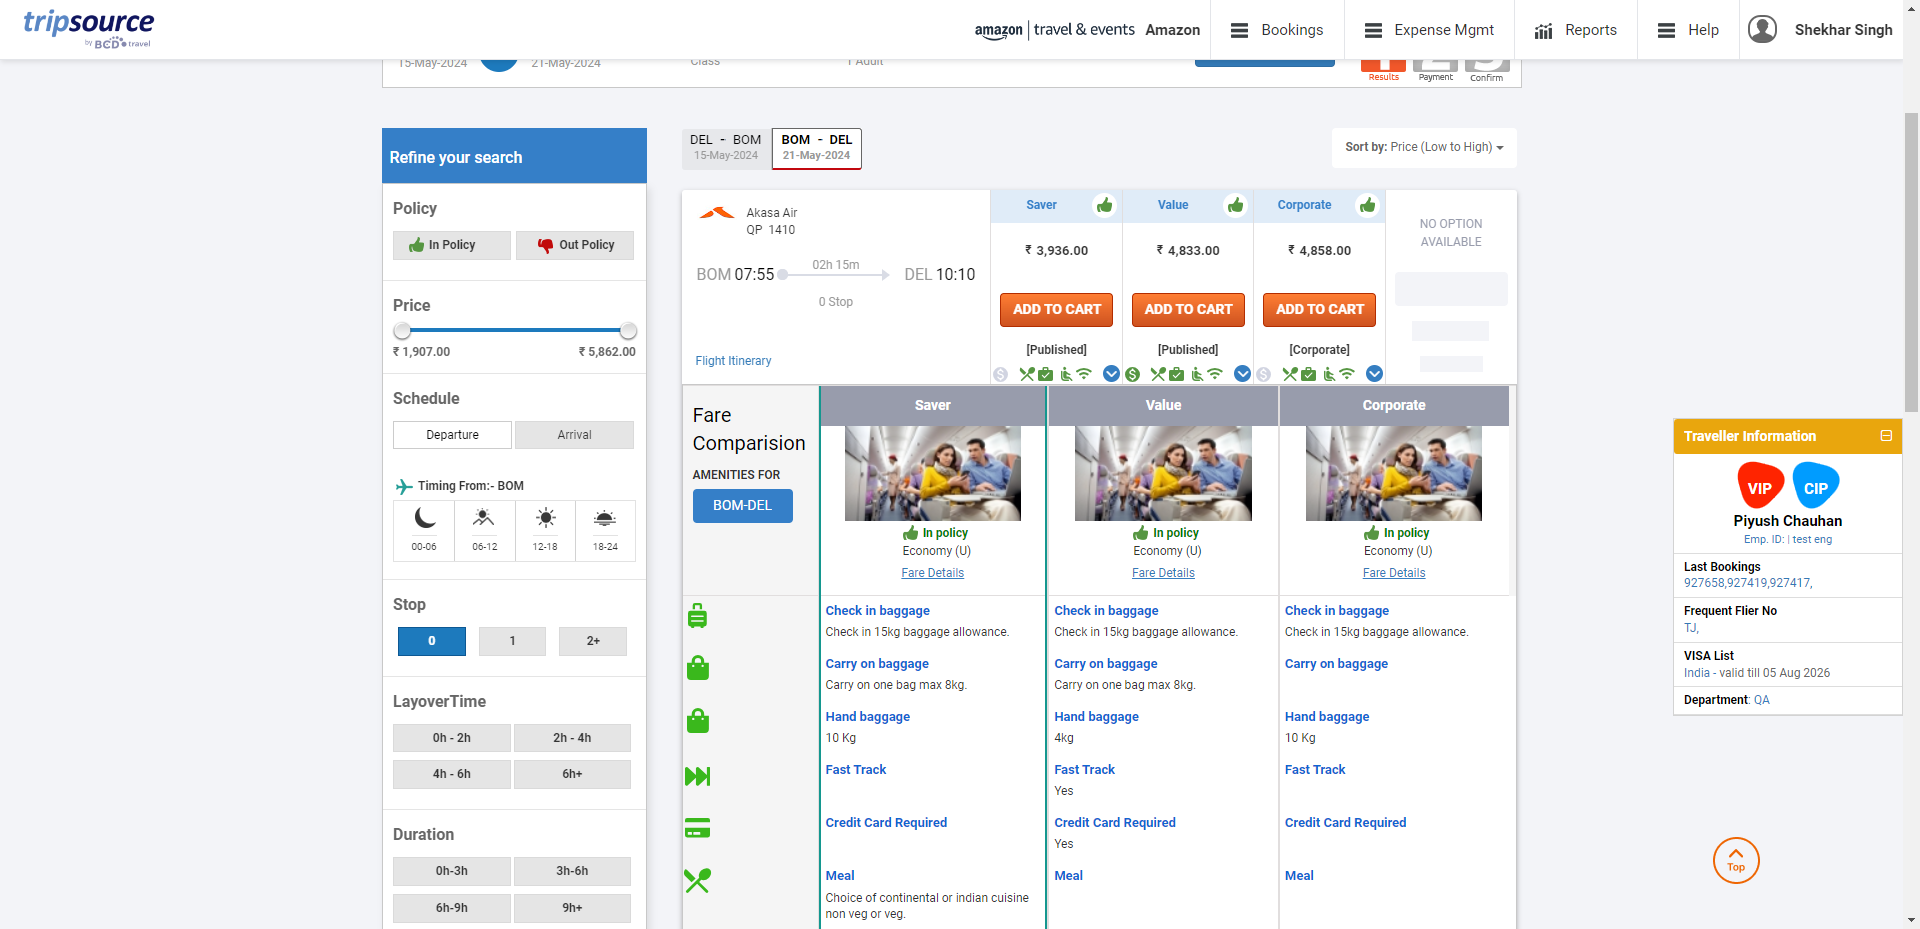 tripsource
by BCD travel
amazon | travel & events Amazon
Bookings
Expense Mgmt
Reports
Help
Shekhar Singh
15-May-2024
21-May-2024
Class
1 Adult
Results
Payment
Confirm
Refine your search
Policy
In Policy
Out Policy
Price
₹ 1,907.00
₹ 5,862.00
Schedule
Departure
Arrival
Timing From:- BOM
00-06
06-12
12-18
18-24
Stop
0
1
2+
LayoverTime
0h - 2h
2h - 4h
4h - 6h
6h+
Duration
0h-3h
3h-6h
6h-9h
9h+
DEL - BOM
15-May-2024
BOM - DEL
21-May-2024
Sort by: Price (Low to High)
Akasa Air
QP 1410
BOM 07:55
02h 15m
DEL 10:10
0 Stop
Flight Itinerary
Saver
₹ 3,936.00
ADD TO CART
[Published]
Value
₹ 4,833.00
ADD TO CART
[Published]
Corporate
₹ 4,858.00
ADD TO CART
[Corporate]
NO OPTION
AVAILABLE
Fare
Comparision
AMENITIES FOR
BOM-DEL
Saver
In policy
Economy (U)
Fare Details
Check in baggage
Check in 15kg baggage allowance.
Carry on baggage
Carry on one bag max 8kg.
Hand baggage
10 Kg
Fast Track
Credit Card Required
Meal
Choice of continental or indian cuisine
non veg or veg.
Value
In policy
Economy (U)
Fare Details
Check in baggage
Check in 15kg baggage allowance.
Carry on baggage
Carry on one bag max 8kg.
Hand baggage
4kg
Fast Track
Yes
Credit Card Required
Yes
Meal
Corporate
In policy
Economy (U)
Fare Details
Check in baggage
Check in 15kg baggage allowance.
Carry on baggage
Hand baggage
10 Kg
Fast Track
Credit Card Required
Meal
Traveller Information
VIP
CIP
Piyush Chauhan
Emp. ID: | test eng
Last Bookings
927658,927419,927417,
Frequent Flier No
TJ,
VISA List
India - valid till 05 Aug 2026
Department: QA
Top